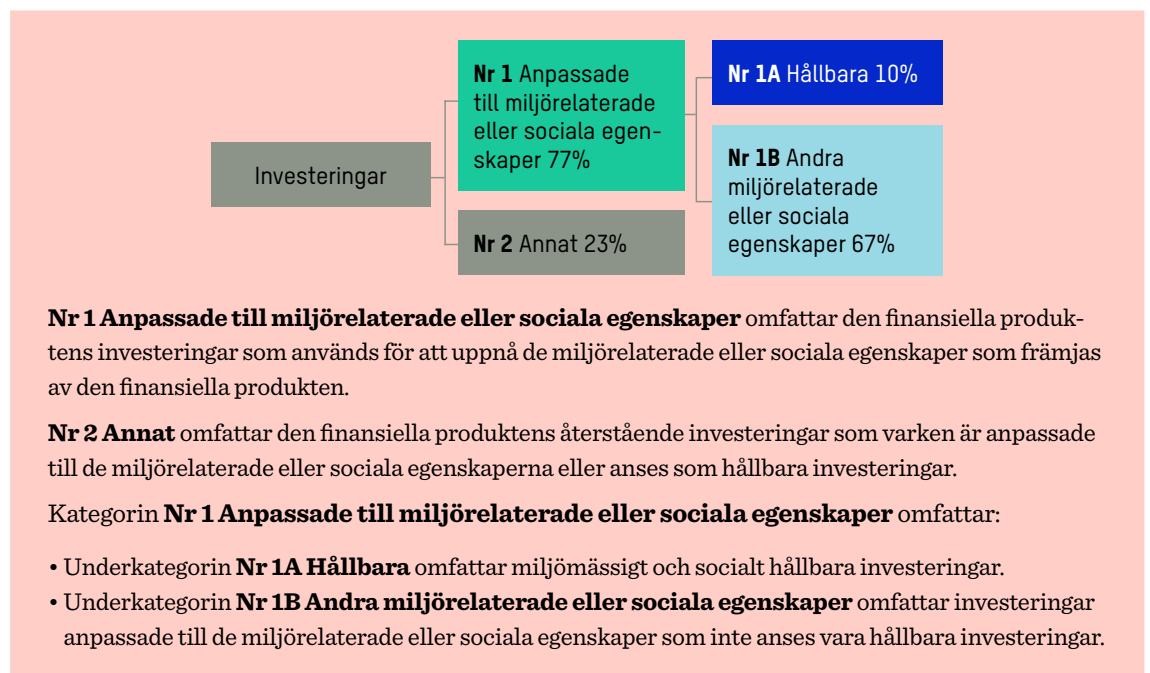 Investeringar
Nr 1 Anpassade
till miljörelaterade
eller sociala egen-
skaper 77%
Nr 2 Annat 23%
Nr 1A Hållbara 10%
Nr 1B Andra
miljörelaterade
eller sociala
egenskaper 67%
Nr 1 Anpassade till miljörelaterade eller sociala egenskaper omfattar den finansiella produk-
tens investeringar som används för att uppnå de miljörelaterade eller sociala egenskaper som främjas
av den finansiella produkten.
Nr 2 Annat omfattar den finansiella produktens återstående investeringar som varken är anpassade
till de miljörelaterade eller sociala egenskaperna eller anses som hållbara investeringar.
Kategorin Nr 1 Anpassade till miljörelaterade eller sociala egenskaper omfattar:
• Underkategorin Nr 1A Hållbara omfattar miljömässigt och socialt hållbara investeringar.
• Underkategorin Nr 1B Andra miljörelaterade eller sociala egenskaper omfattar investeringar
anpassade till de miljörelaterade eller sociala egenskaper som inte anses vara hållbara investeringar.